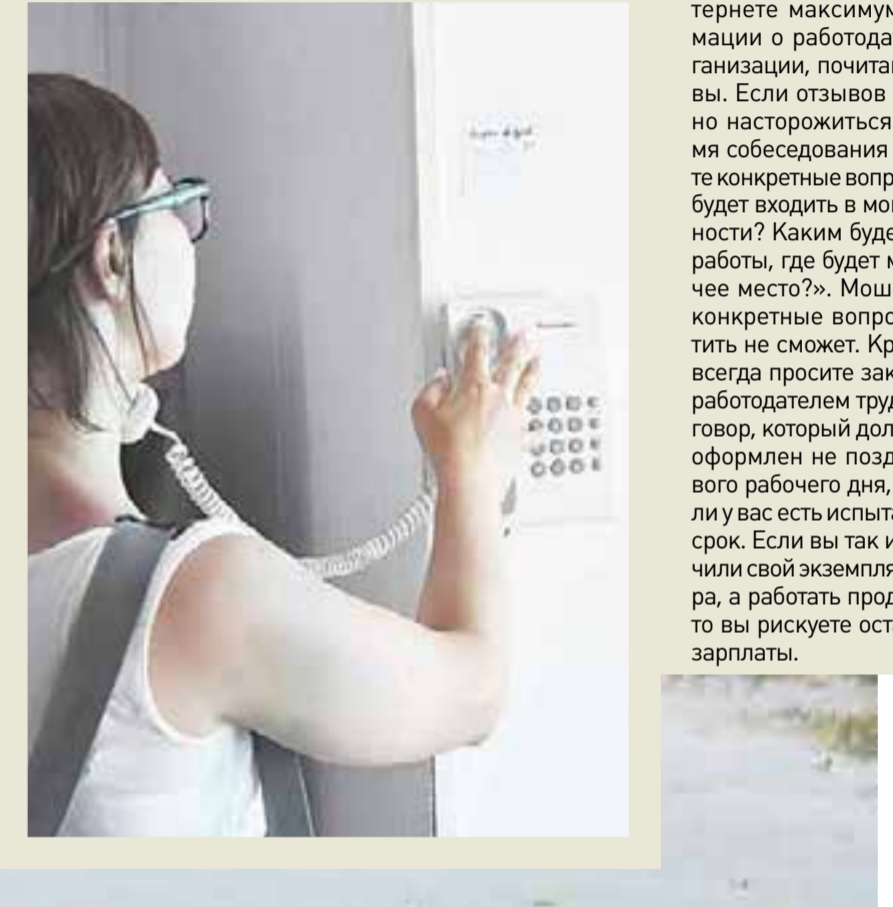 тернете максимум
мации о работода
ганизации, почита
вы. Если отзывов
но насторожиться
мя собеседования
те конкретные вопр
будет входить в мо
ности? Каким буде
работы, где будет м
чее место?». Мош
конкретные вопро
тить не сможет. Кр
всегда просите зак
работодателем труд
говор, который дол
оформлен не позд
вого рабочего дня,
ли у вас есть испыта
срок. Если вы так и
чили свой экземпля
ра, а работать прод
то вы рискуете ост
зарплаты.